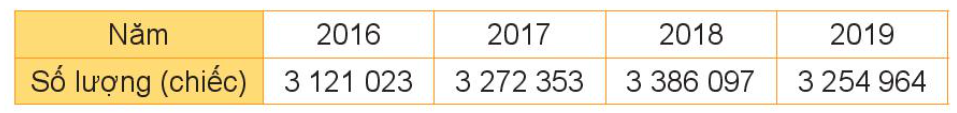 Năm 2016 2017 2018 2019
Số lượng (chiếc) 3 121 023 3 272 353 3 386 097 3 254 964